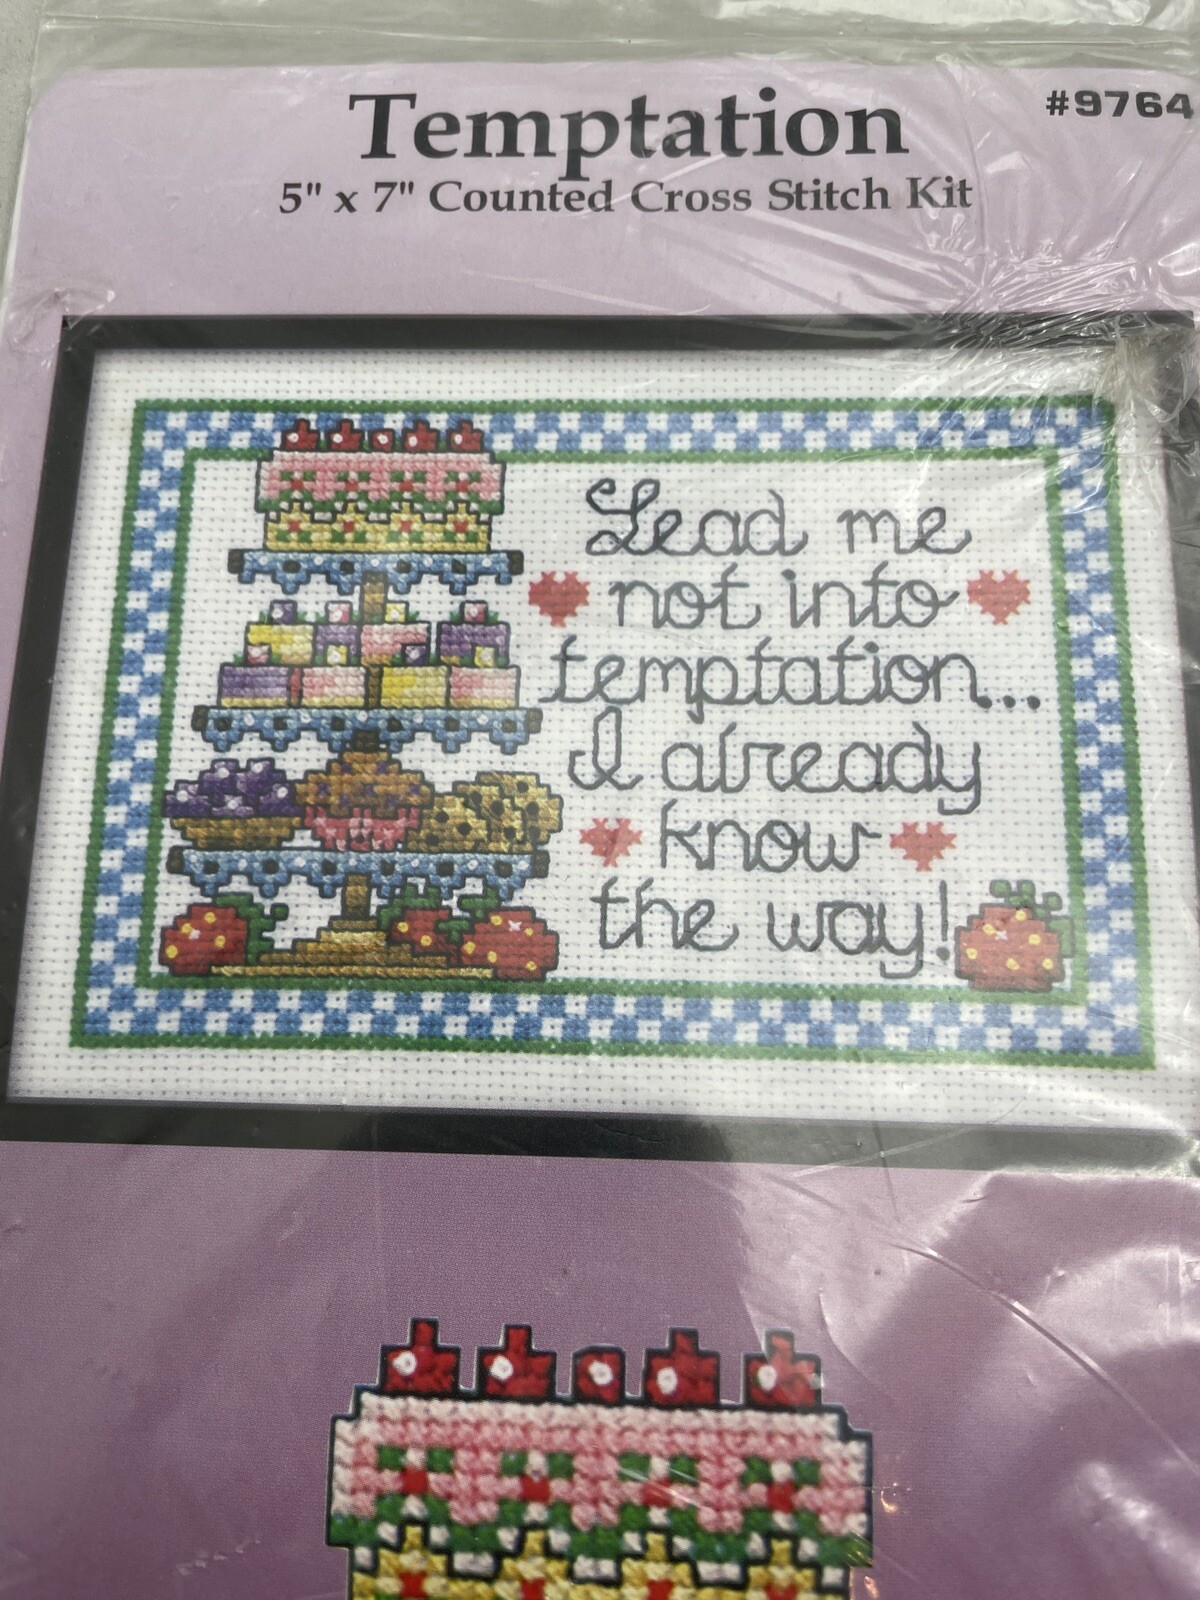 Temptation
#9764
5" x 7" Counted Cross Stitch Kit
Lead me
not into
temptation...
I already
know
the way!